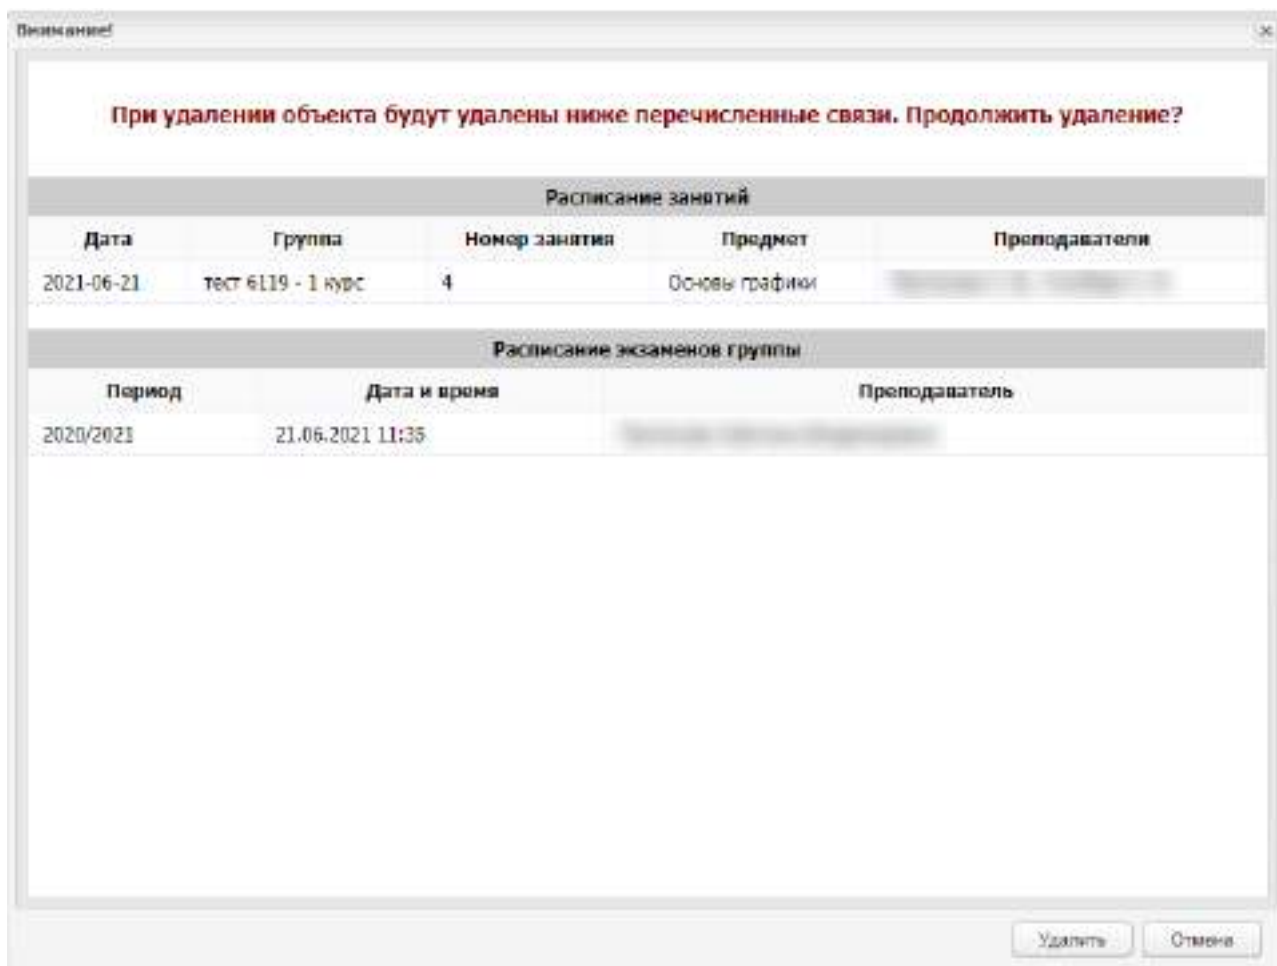 Внимание!
При удалении объекта будут удалены ниже перечисленные связи. Продолжить удаление?
Расписание занятий
Дата Группа Номер занятия Предмет Преподаватели
2021-06-21 тест 6119 - 1 курс 4 Основы графики
Расписание экзаменов группы
Период Дата и время Преподаватель
2020/2021 21.06.2021 11:35
Удалить Отмена